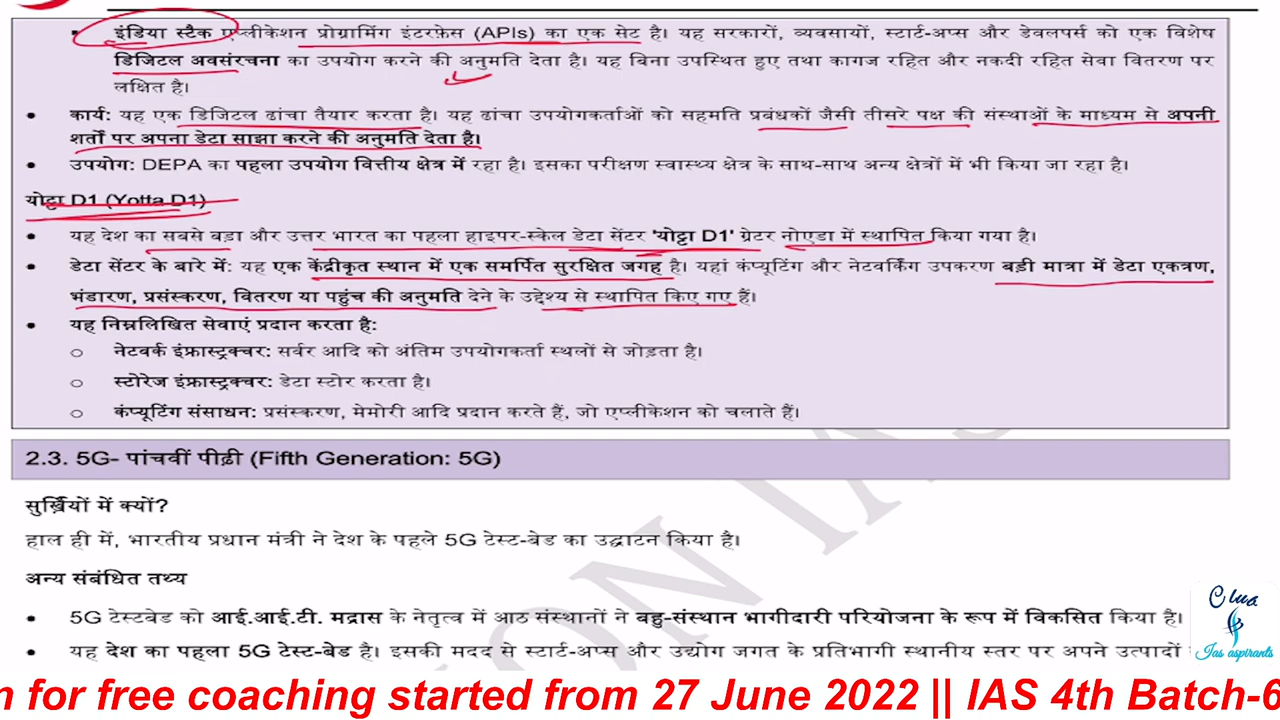 ▪ इंडिया स्टैक एप्लीकेशन प्रोग्रामिंग इंटरफ़ेस (APIs) का एक सेट है। यह सरकारों, व्यवसायों, स्टार्ट-अप्स और डेवलपर्स को एक विशेष
डिजिटल अवसंरचना का उपयोग करने की अनुमति देता है। यह बिना उपस्थित हुए तथा कागज रहित और नकदी रहित सेवा वितरण पर
लक्षित है।
• कार्य: यह एक डिजिटल ढांचा तैयार करता है। यह ढांचा उपयोगकर्ताओं को सहमति प्रबंधकों जैसी तीसरे पक्ष की संस्थाओं के माध्यम से अपनी
शर्तों पर अपना डेटा साझा करने की अनुमति देता है।
• उपयोग: DEPA का पहला उपयोग वित्तीय क्षेत्र में रहा है। इसका परीक्षण स्वास्थ्य क्षेत्र के साथ-साथ अन्य क्षेत्रों में भी किया जा रहा है।
योट्टा D1 (Yotta D1)
• यह देश का सबसे बड़ा और उत्तर भारत का पहला हाइपर-स्केल डेटा सेंटर 'योट्टा D1' ग्रेटर नोएडा में स्थापित किया गया है।
• डेटा सेंटर के बारे में: यह एक केंद्रीकृत स्थान में एक समर्पित सुरक्षित जगह है। यहां कंप्यूटिंग और नेटवर्किंग उपकरण बड़ी मात्रा में डेटा एकत्रण,
भंडारण, प्रसंस्करण, वितरण या पहुंच की अनुमति देने के उद्देश्य से स्थापित किए गए हैं।
• यह निम्नलिखित सेवाएं प्रदान करता है:
o नेटवर्क इंफ्रास्ट्रक्चर: सर्वर आदि को अंतिम उपयोगकर्ता स्थलों से जोड़ता है।
o स्टोरेज इंफ्रास्ट्रक्चर: डेटा स्टोर करता है।
o कंप्यूटिंग संसाधन: प्रसंस्करण, मेमोरी आदि प्रदान करते हैं, जो एप्लीकेशन को चलाते हैं।
2.3. 5G- पांचवीं पीढ़ी (Fifth Generation: 5G)
सुर्ख़ियों में क्यों?
हाल ही में, भारतीय प्रधान मंत्री ने देश के पहले 5G टेस्ट-बेड का उद्घाटन किया है।
अन्य संबंधित तथ्य
• 5G टेस्टबेड को आई.आई.टी. मद्रास के नेतृत्व में आठ संस्थानों ने बहु-संस्थान भागीदारी परियोजना के रूप में विकसित किया है।
• यह देश का पहला 5G टेस्ट-बेड है। इसकी मदद से स्टार्ट-अप्स और उद्योग जगत के प्रतिभागी स्थानीय स्तर पर अपने उत्पादों
Ias aspirants
n for free coaching started from 27 June 2022 || IAS 4th Batch-6